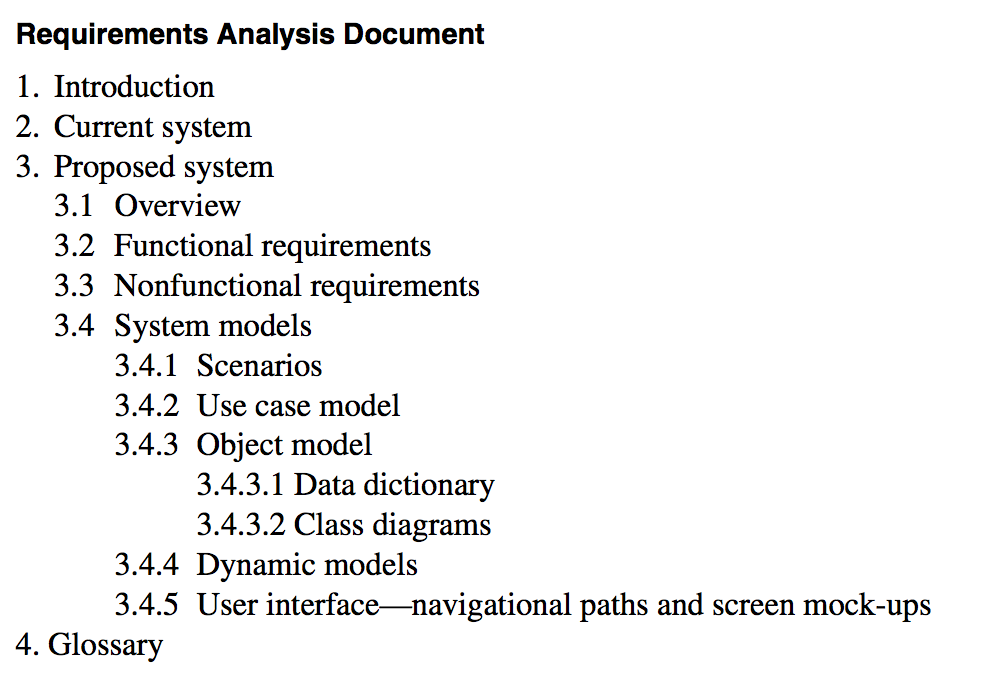 Requirements Analysis Document
1. Introduction
2. Current system
3. Proposed system
3.1 Overview
3.2 Functional requirements
3.3 Nonfunctional requirements
3.4 System models
3.4.1 Scenarios
3.4.2 Use case model
3.4.3 Object model
3.4.3.1 Data dictionary
3.4.3.2 Class diagrams
3.4.4 Dynamic models
3.4.5 User interface—navigational paths and screen mock-ups
4. Glossary